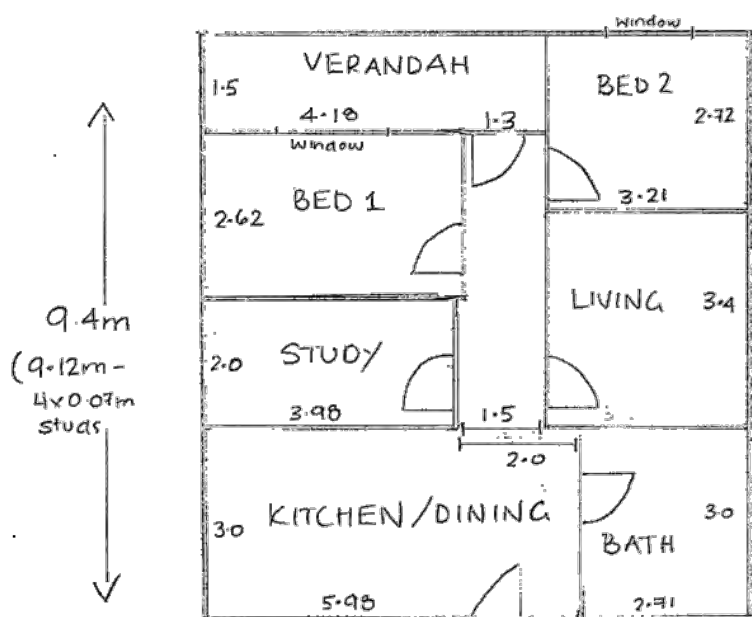 window
VERANDAH
BED 2
1.5
4.18
1.3
2.72
window
BED 1
3.21
2.62
9.4m
(9.12m -
4x0.07m
studs
LIVING
3.4
STUDY
2.0
3.98
1.5
2.0
KITCHEN/DINING
3.0
3.0
BATH
5.98
2.71